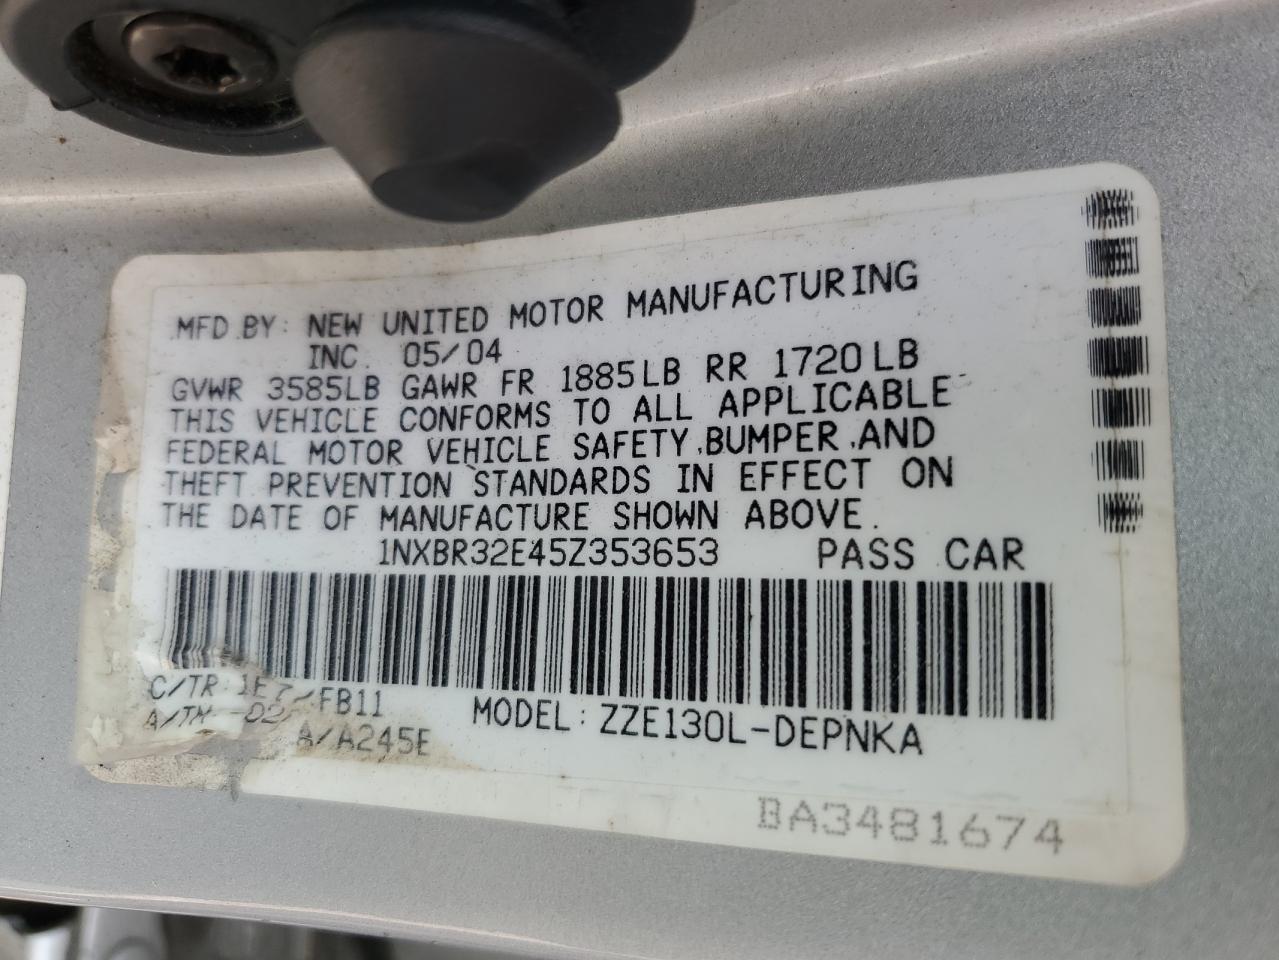 MFD.BY: NEW UNITED MOTOR MANUFACTURING
INC. 05/04
GVWR 3585LB GAWR FR 1885LB RR 1720LB
THIS VEHICLE CONFORMS TO ALL APPLICABLE
FEDERAL MOTOR VEHICLE SAFETY,BUMPER,AND
THEFT PREVENTION STANDARDS IN EFFECT ON
THE DATE OF MANUFACTURE SHOWN ABOVE.
1NXBR32E45Z353653 PASS CAR
C/TR: FB11
A/TM
A/A245E
MODEL: ZZE130L-DEPNKA
BA3481674